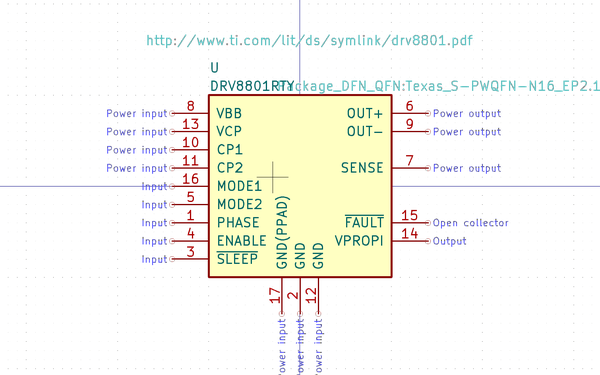 http://www.ti.com/lit/ds/symlink/drv8801.pdf
U
DRV8801RTY Package_DFN_QFN:Texas_S-PWQFN-N16_EP2.1
Power input 8 VBB OUT+ 6 Power output
Power input 13 VCP OUT- 9 Power output
Power input 10 CP1
Power input 11 CP2 SENSE 7 Power output
Input 16 MODE1
Input 5 MODE2
Input 1 PHASE FAULT 15 Open collector
Input 4 ENABLE VPROPI 14 Output
Input 3 SLEEP
GND(PPAD) 17 Power input
GND 2 Power input
GND 12 Power input